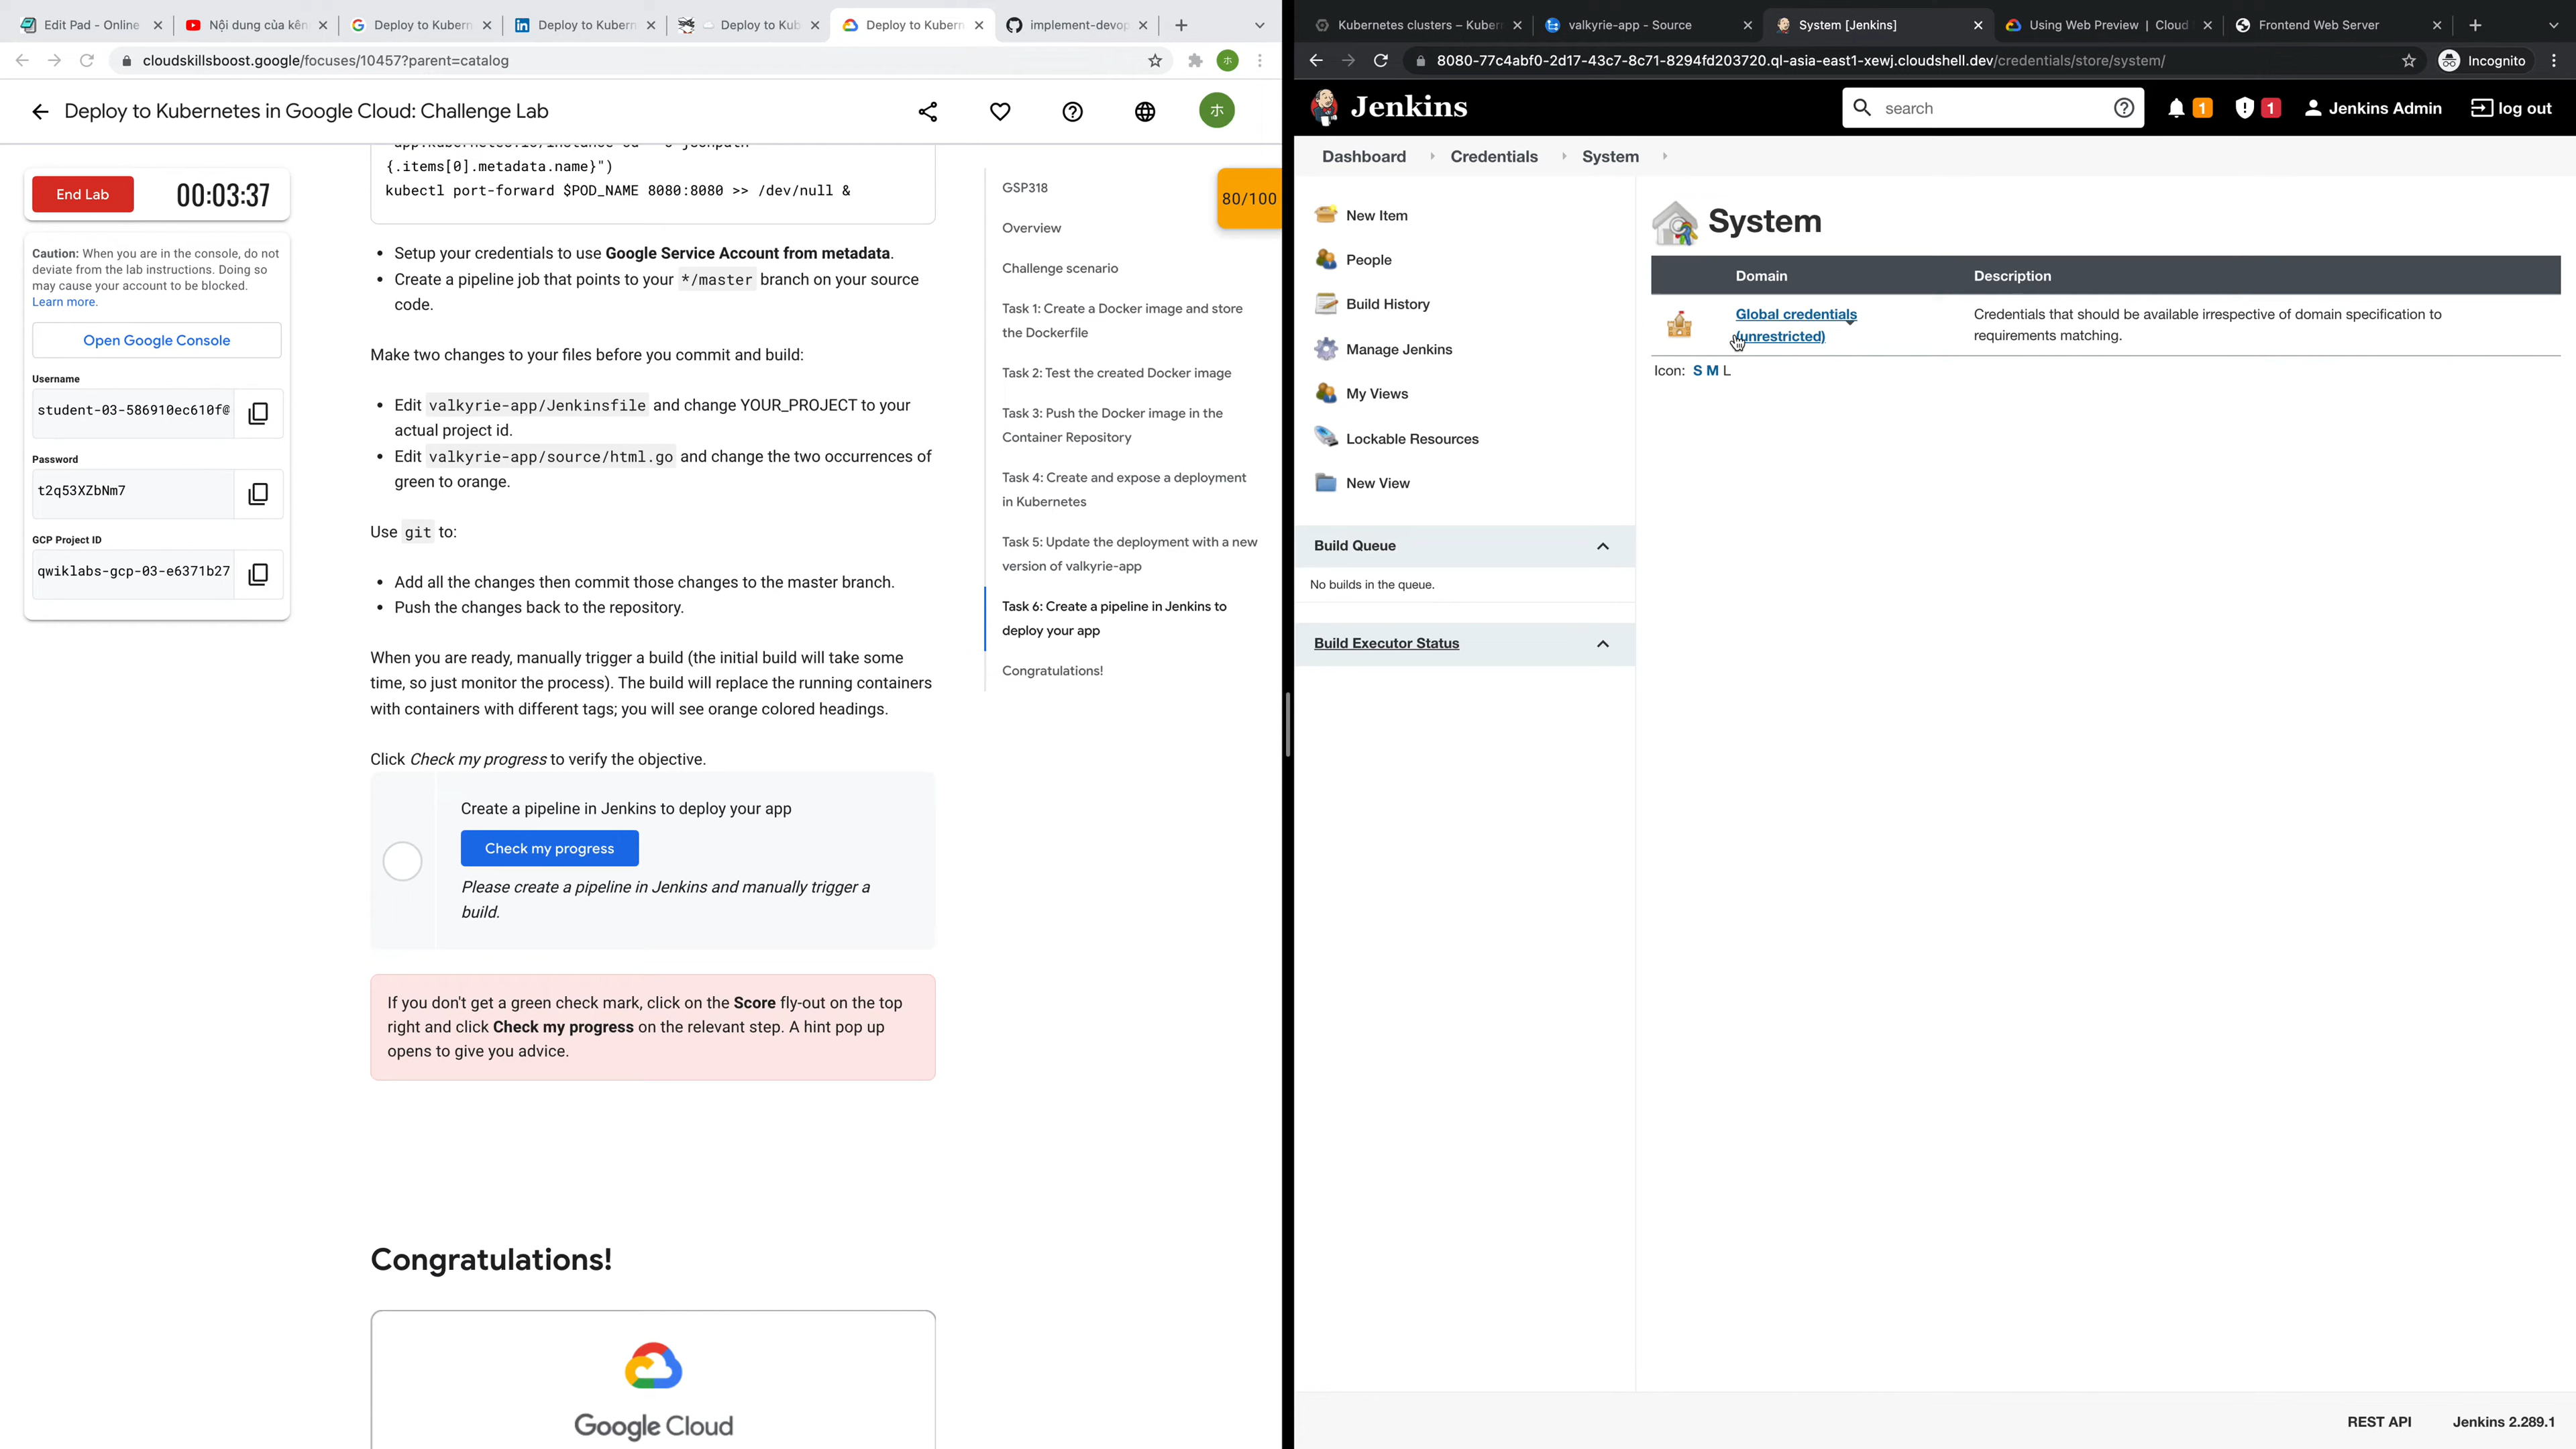 Edit Pad - Online
Nội dung của kên
Deploy to Kubern
Deploy to Kubern
Deploy to Kub
Deploy to Kubern
implement-devop
cloudskillsboost.google/focuses/10457?parent=catalog
Deploy to Kubernetes in Google Cloud: Challenge Lab
ホ
End Lab
00:03:37
Caution: When you are in the console, do not
deviate from the lab instructions. Doing so
may cause your account to be blocked.
Learn more.
Open Google Console
Username
student-03-586910ec610f@
Password
t2q53XZbNm7
GCP Project ID
qwiklabs-gcp-03-e6371b27
{.items[0].metadata.name}")
kubectl port-forward $POD_NAME 8080:8080 >> /dev/null &
• Setup your credentials to use Google Service Account from metadata.
• Create a pipeline job that points to your */master branch on your source
code.
Make two changes to your files before you commit and build:
• Edit valkyrie-app/Jenkinsfile and change YOUR_PROJECT to your
actual project id.
• Edit valkyrie-app/source/html.go and change the two occurrences of
green to orange.
Use git to:
• Add all the changes then commit those changes to the master branch.
• Push the changes back to the repository.
When you are ready, manually trigger a build (the initial build will take some
time, so just monitor the process). The build will replace the running containers
with containers with different tags; you will see orange colored headings.
Click Check my progress to verify the objective.
Create a pipeline in Jenkins to deploy your app
Check my progress
Please create a pipeline in Jenkins and manually trigger a
build.
If you don't get a green check mark, click on the Score fly-out on the top
right and click Check my progress on the relevant step. A hint pop up
opens to give you advice.
Congratulations!
Google Cloud
80/100
GSP318
Overview
Challenge scenario
Task 1: Create a Docker image and store
the Dockerfile
Task 2: Test the created Docker image
Task 3: Push the Docker image in the
Container Repository
Task 4: Create and expose a deployment
in Kubernetes
Task 5: Update the deployment with a new
version of valkyrie-app
Task 6: Create a pipeline in Jenkins to
deploy your app
Congratulations!
Kubernetes clusters – Kuber
valkyrie-app - Source
System [Jenkins]
Using Web Preview | Cloud
Frontend Web Server
8080-77c4abf0-2d17-43c7-8c71-8294fd203720.ql-asia-east1-xewj.cloudshell.dev/credentials/store/system/
Incognito
Jenkins
search
1
1
Jenkins Admin
log out
Dashboard
Credentials
System
New Item
People
Build History
Manage Jenkins
My Views
Lockable Resources
New View
Build Queue
No builds in the queue.
Build Executor Status
System
Domain
Description
Global credentials
(unrestricted)
Credentials that should be available irrespective of domain specification to
requirements matching.
Icon: S M L
REST API
Jenkins 2.289.1